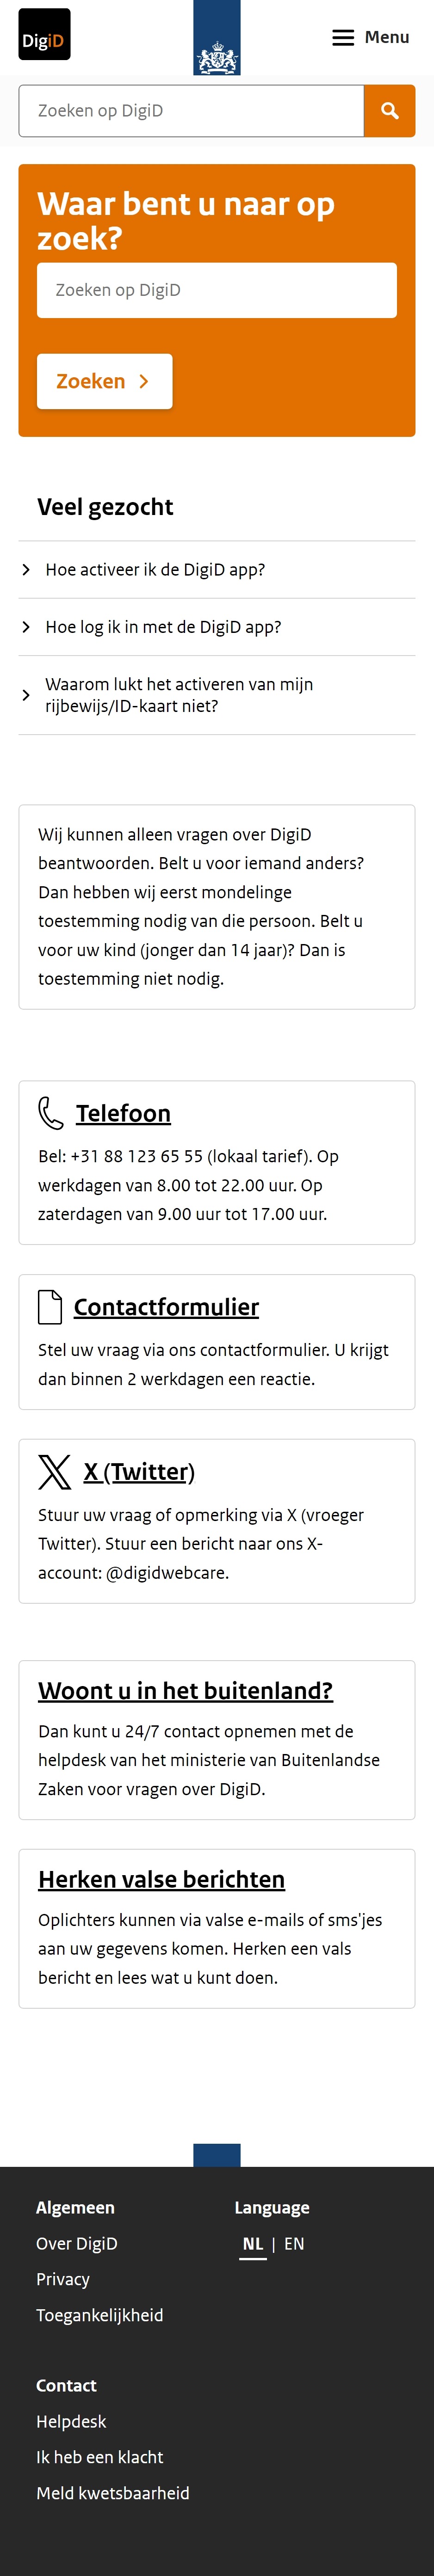 DigiD
Menu
Zoeken op DigiD
Waar bent u naar op
zoek?
Zoeken op DigiD
Zoeken
Veel gezocht
Hoe activeer ik de DigiD app?
Hoe log ik in met de DigiD app?
Waarom lukt het activeren van mijn
rijbewijs/ID-kaart niet?
Wij kunnen alleen vragen over DigiD
beantwoorden. Belt u voor iemand anders?
Dan hebben wij eerst mondelinge
toestemming nodig van die persoon. Belt u
voor uw kind (jonger dan 14 jaar)? Dan is
toestemming niet nodig.
Telefoon
Bel: +31 88 123 65 55 (lokaal tarief). Op
werkdagen van 8.00 tot 22.00 uur. Op
zaterdagen van 9.00 uur tot 17.00 uur.
Contactformulier
Stel uw vraag via ons contactformulier. U krijgt
dan binnen 2 werkdagen een reactie.
X (Twitter)
Stuur uw vraag of opmerking via X (vroeger
Twitter). Stuur een bericht naar ons X-
account: @digidwebcare.
Woont u in het buitenland?
Dan kunt u 24/7 contact opnemen met de
helpdesk van het ministerie van Buitenlandse
Zaken voor vragen over DigiD.
Herken valse berichten
Oplichters kunnen via valse e-mails of sms'jes
aan uw gegevens komen. Herken een vals
bericht en lees wat u kunt doen.
Algemeen
Over DigiD
Privacy
Toegankelijkheid
Language
NL | EN
Contact
Helpdesk
Ik heb een klacht
Meld kwetsbaarheid